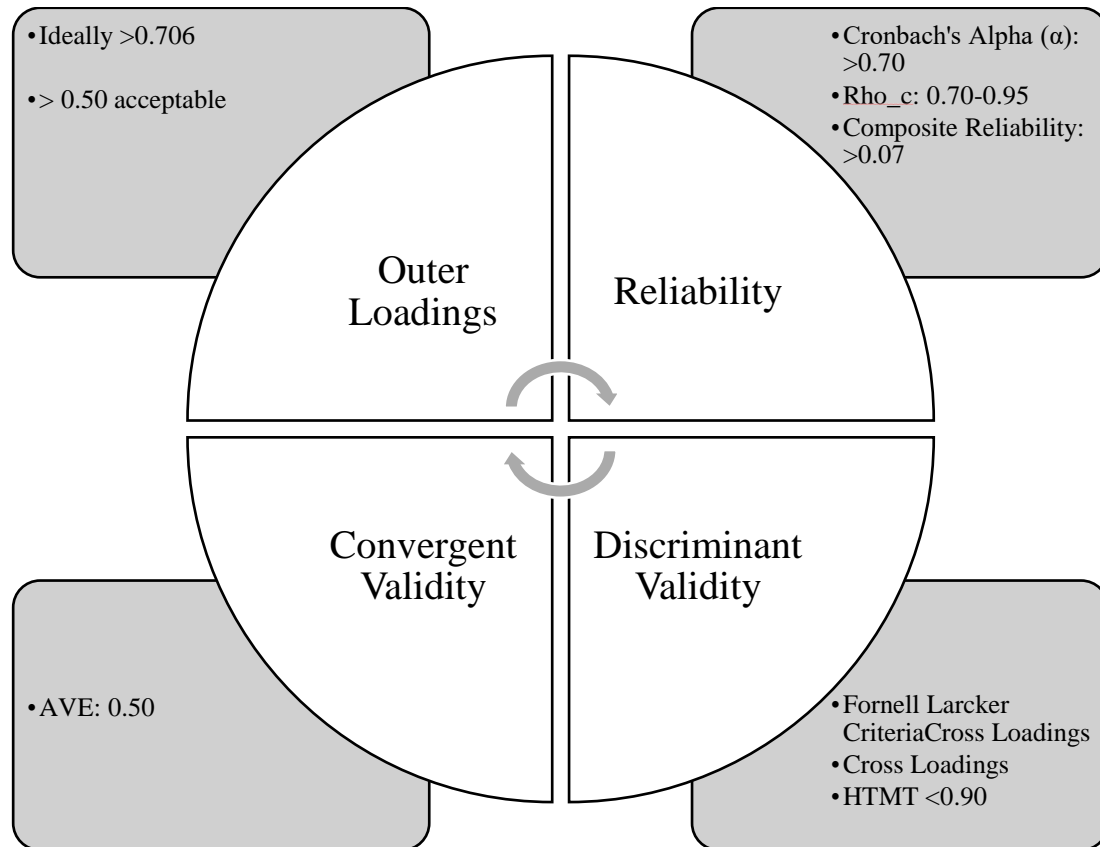 •Ideally >0.706
•> 0.50 acceptable
•Cronbach's Alpha (α):
>0.70
•Rho_c: 0.70-0.95
•Composite Reliability:
>0.07
Outer
Loadings
Reliability
Convergent
Validity
Discriminant
Validity
•AVE: 0.50
•Fornell Larcker
CriteriaCross Loadings
•Cross Loadings
•HTMT <0.90